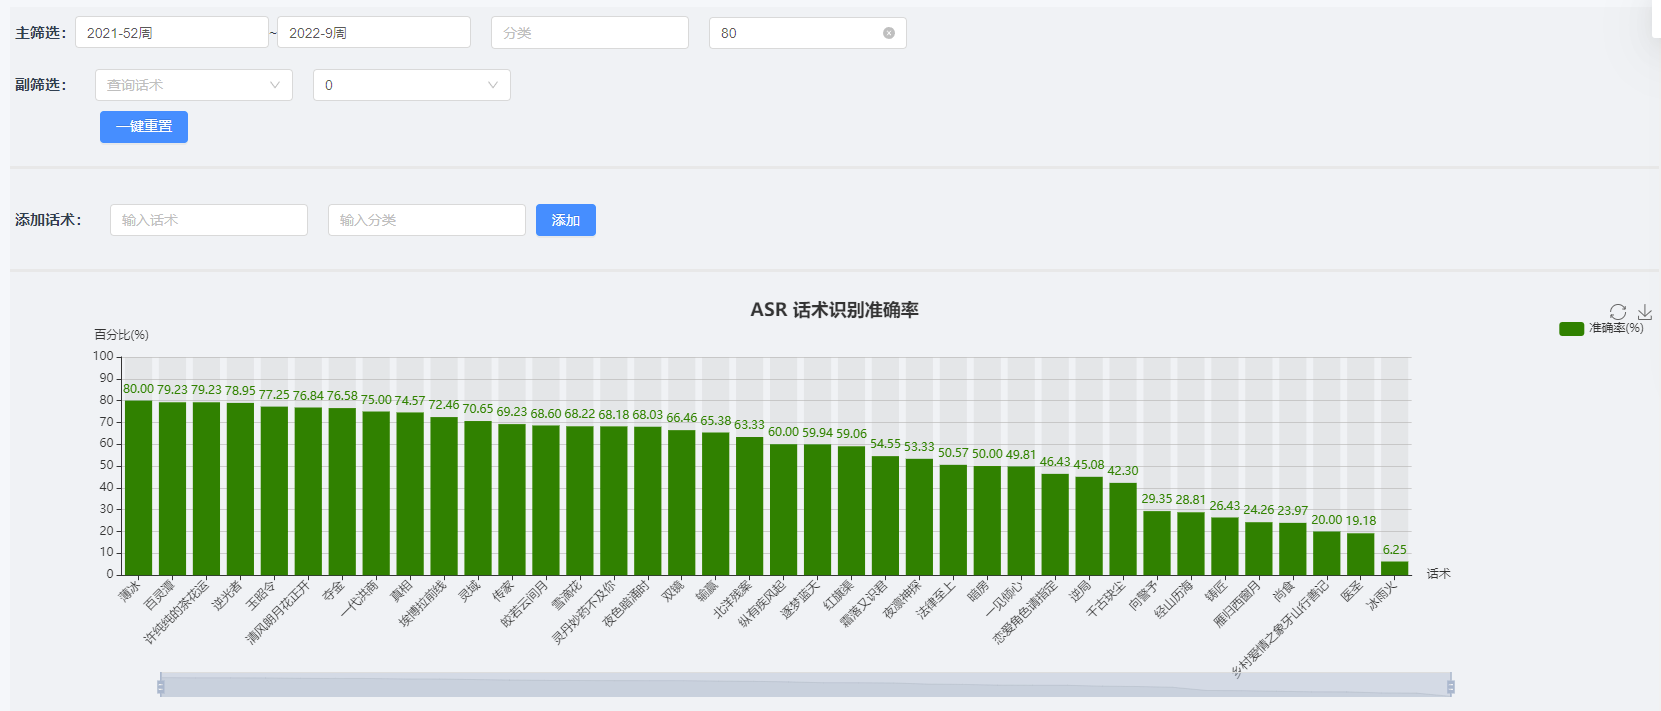 主筛选： 2021-52周 ~ 2022-9周 分类 80
副筛选： 查询话术 0
一键重置
添加话术： 输入话术 输入分类 添加
ASR 话术识别准确率
准确率(%)
百分比(%)
100
90
80
70
60
50
40
30
20
10
0
80.00 79.23 79.23 78.95 77.25 76.84 76.58 75.00 74.57 72.46 70.65 69.23 68.60 68.22 68.18 68.03 66.46 65.38 63.33 60.00 59.94 59.06 54.55 53.33 50.57 50.00 49.81 46.43 45.08 42.30 29.35 28.81 26.43 24.26 23.97 20.00 19.18 6.25
话术
薄冰
百灵潭
许纯纯的茶花运
逆光者
玉昭令
清风朗月花正开
夺金
一代洪商
真相
埃博拉前线
灵域
传家
皎若云间月
雪滴花
灵丹妙药不及你
夜色暗涌时
双镜
输赢
北洋残案
纵有疾风起
逐梦蓝天
红旗渠
霜落又识君
夜凛神探
法律至上
暗房
一见倾心
恋爱角色请指定
逆局
千古玦尘
向警予
经山历海
铸匠
雁归西窗月
尚食
乡村爱情之象牙山行善记
医圣
冰雨火